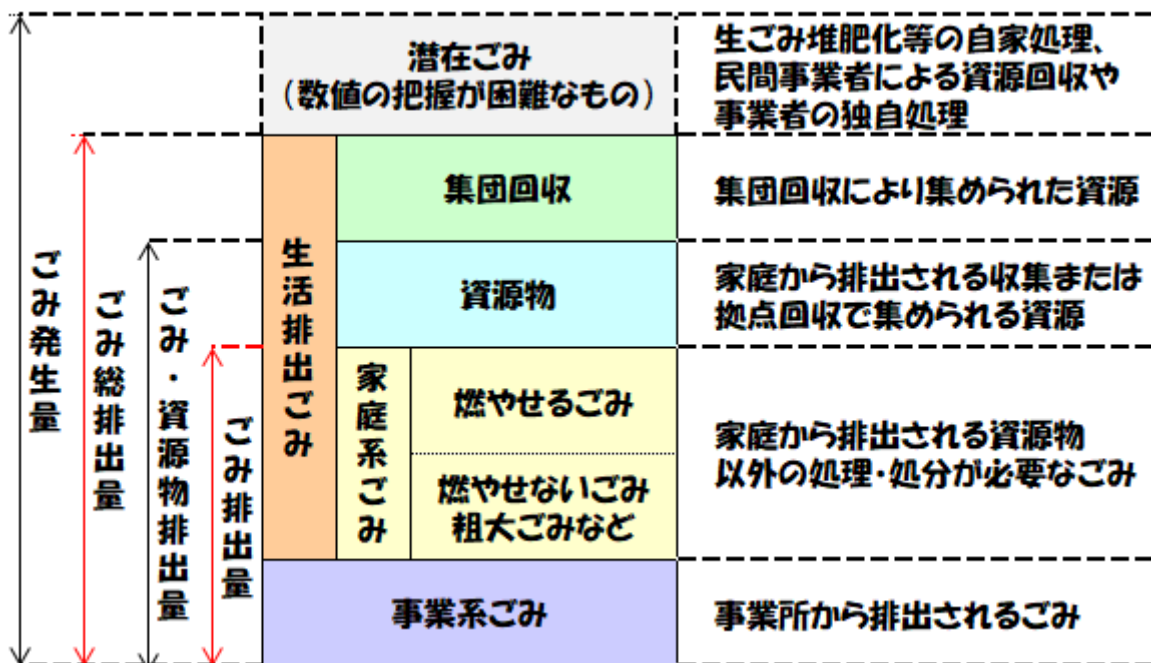 ごみ発生量
ごみ総排出量
ごみ・資源物排出量
ごみ排出量
潜在ごみ
（数値の把握が困難なもの）
生ごみ堆肥化等の自家処理、
民間事業者による資源回収や
事業者の独自処理
生活排出ごみ
集団回収
集団回収により集められた資源
資源物
家庭から排出される収集または
拠点回収で集められる資源
家庭系ごみ
燃やせるごみ
燃やせないごみ
粗大ごみなど
家庭から排出される資源物
以外の処理・処分が必要なごみ
事業系ごみ
事業所から排出されるごみ